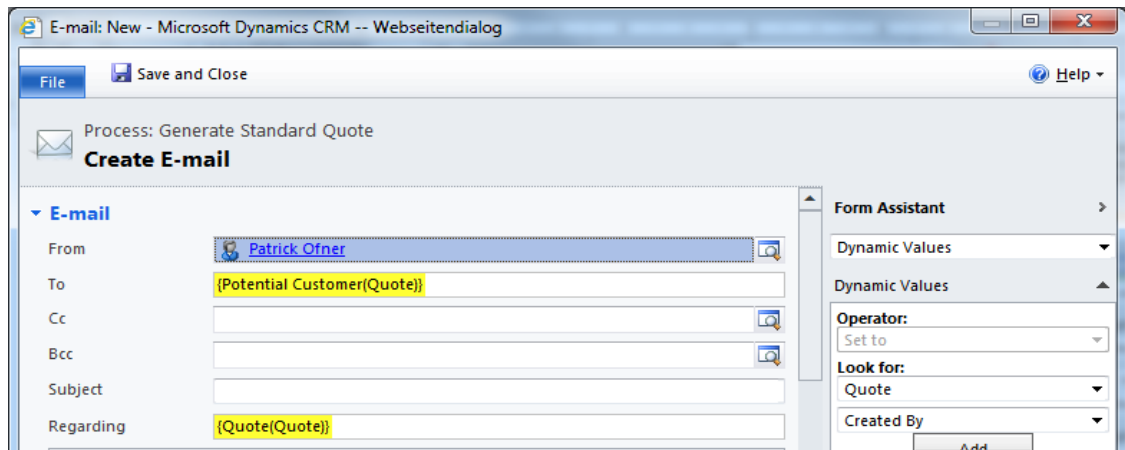 E-mail: New - Microsoft Dynamics CRM -- Webseitendialog
File
Save and Close
Help
Process: Generate Standard Quote
Create E-mail
E-mail
From
Patrick Ofner
To
{Potential Customer(Quote)}
Cc
Bcc
Subject
Regarding
{Quote(Quote)}
Form Assistant
Dynamic Values
Dynamic Values
Operator:
Set to
Look for:
Quote
Created By
Add